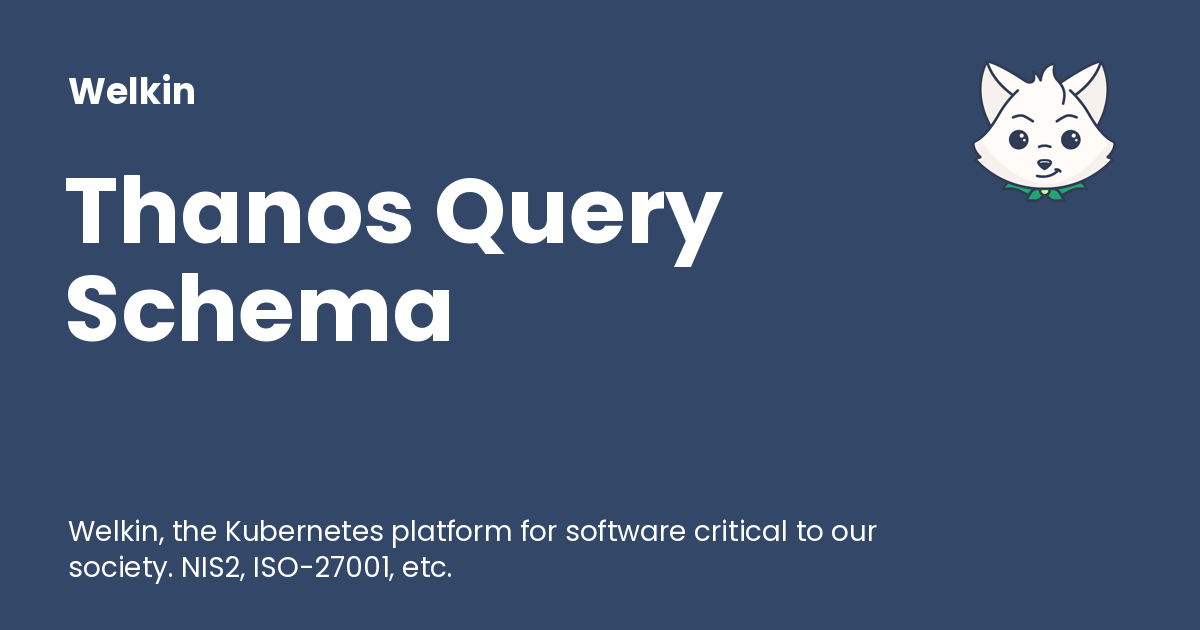 Welkin
Thanos Query
Schema
Welkin, the Kubernetes platform for software critical to our
society. NIS2, ISO-27001, etc.